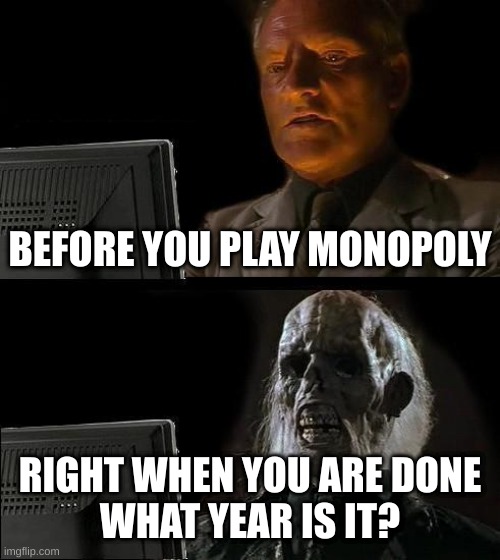 BEFORE YOU PLAY MONOPOLY
RIGHT WHEN YOU ARE DONE
WHAT YEAR IS IT?
imgflip.com